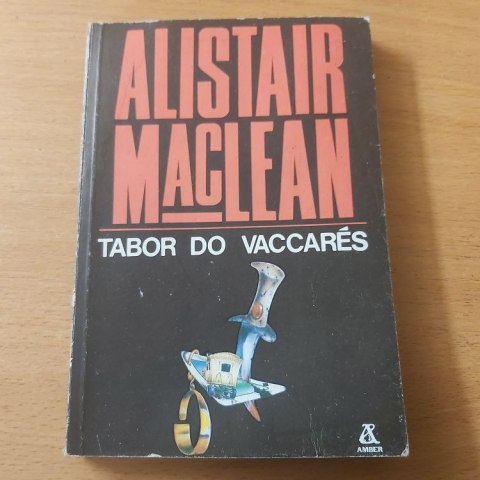 ALISTAIR
MACLEAN
TABOR DO VACCARÉS
AMBER